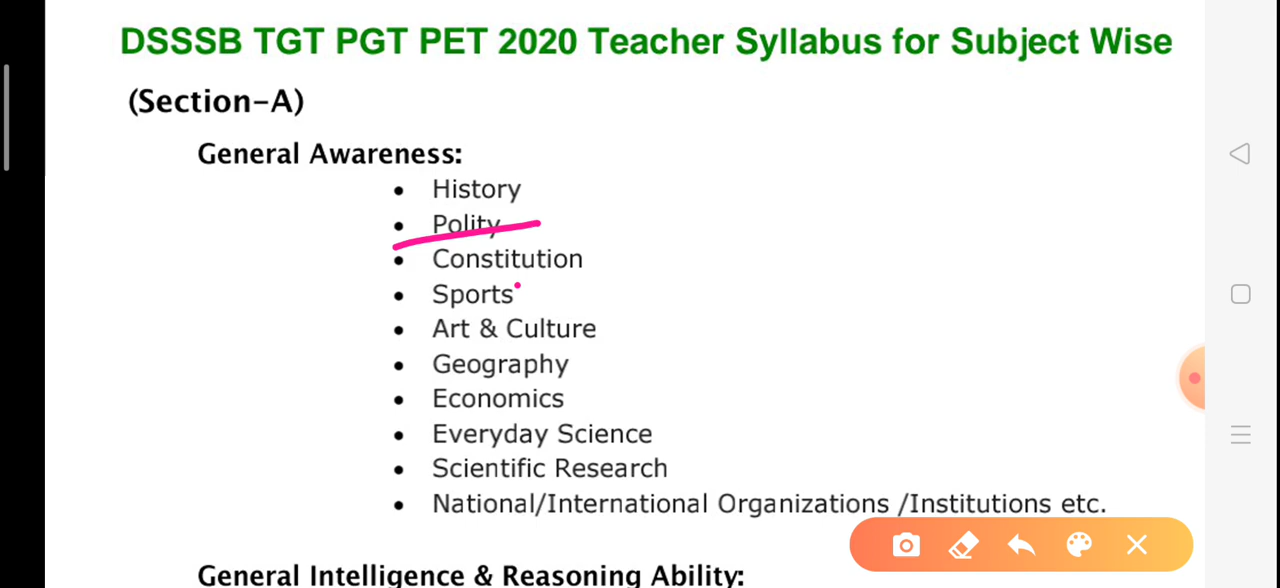 DSSSB TGT PGT PET 2020 Teacher Syllabus for Subject Wise
(Section-A)
General Awareness:
• History
• Polity
• Constitution
• Sports
• Art & Culture
• Geography
• Economics
• Everyday Science
• Scientific Research
• National/International Organizations /Institutions etc.
General Intelligence & Reasoning Ability: